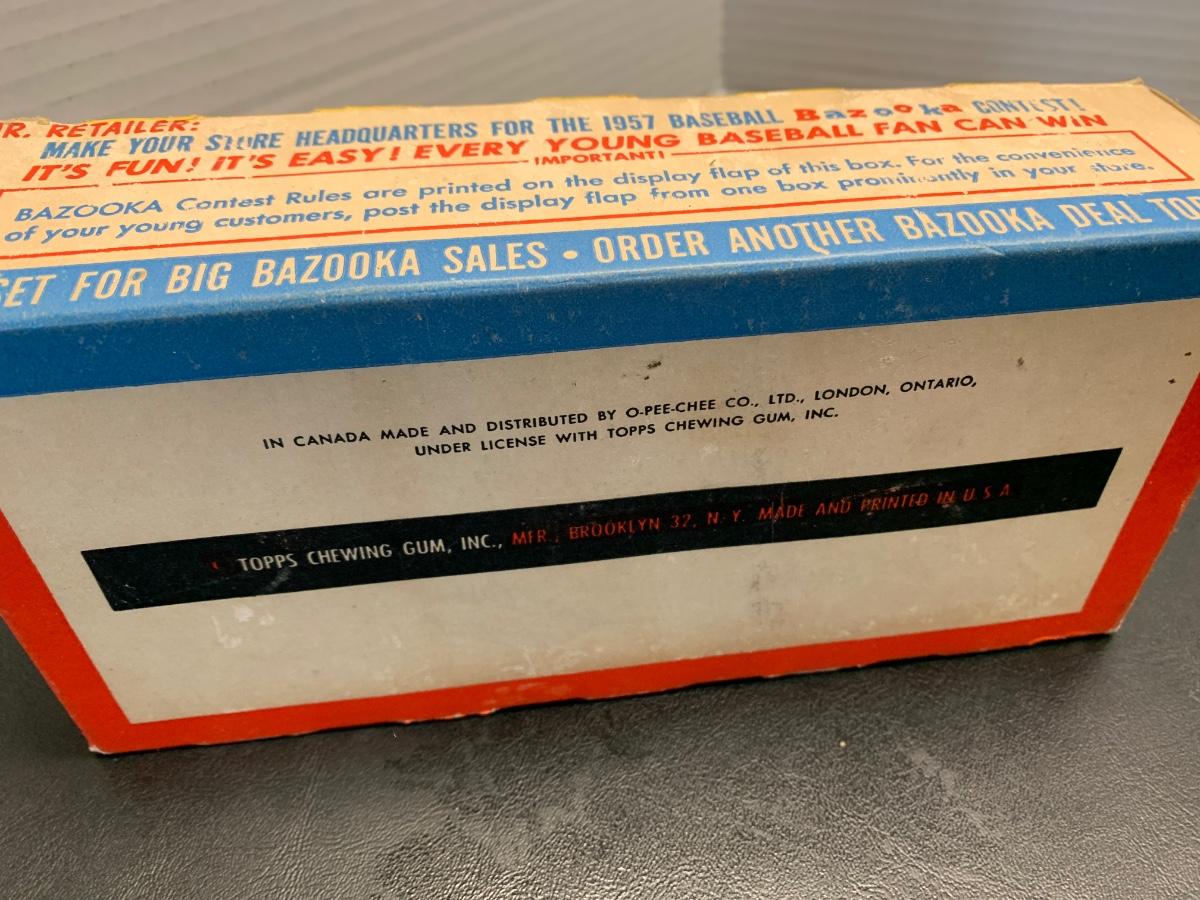 R. RETAILER:
MAKE YOUR STORE HEADQUARTERS FOR THE 1957 BASEBALL Bazooka CONTEST!
IT'S FUN! IT'S EASY! EVERY YOUNG BASEBALL FAN CAN WIN
IMPORTANT!
BAZOOKA Contest Rules are printed on the display flap of this box. For the convenience
of your young customers, post the display flap from one box prominently in your store.
SET FOR BIG BAZOOKA SALES • ORDER ANOTHER BAZOOKA DEAL TOD
IN CANADA MADE AND DISTRIBUTED BY O-PEE-CHEE CO., LTD., LONDON, ONTARIO,
UNDER LICENSE WITH TOPPS CHEWING GUM, INC.
© TOPPS CHEWING GUM, INC., MFR., BROOKLYN 32, N. Y. MADE AND PRINTED IN U S A